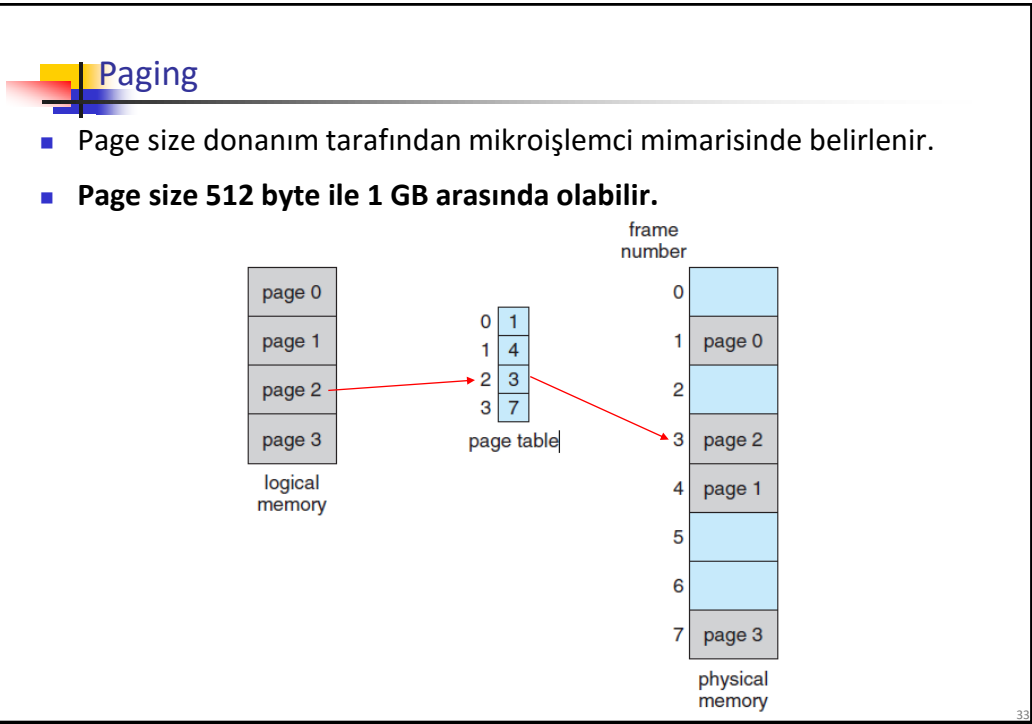 Paging
Page size donanım tarafından mikroişlemci mimarisinde belirlenir.
Page size 512 byte ile 1 GB arasında olabilir.
page 0
page 1
page 2
page 3
logical
memory
0 1
1 4
2 3
3 7
page table
frame
number
0
1 page 0
2
3 page 2
4 page 1
5
6
7 page 3
physical
memory
33